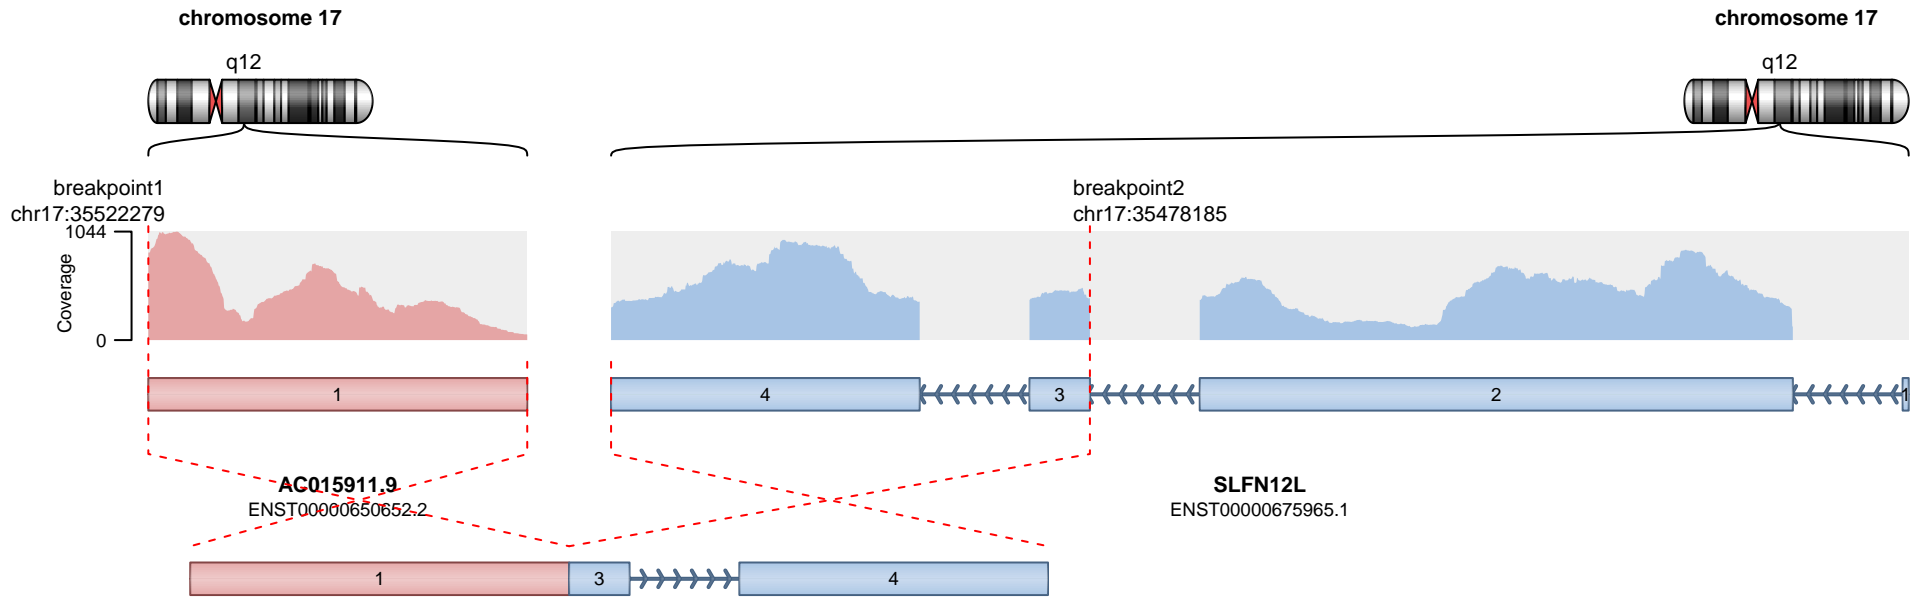 chromosome 17
chromosome 17
q12
q12
breakpoint1
chr17:35522279
breakpoint2
chr17:35478185
1044
Coverage
0
1
4
3
2
1
AC015911.9
ENST00000650652.2
SLFN12L
ENST00000675965.1
1
3
4